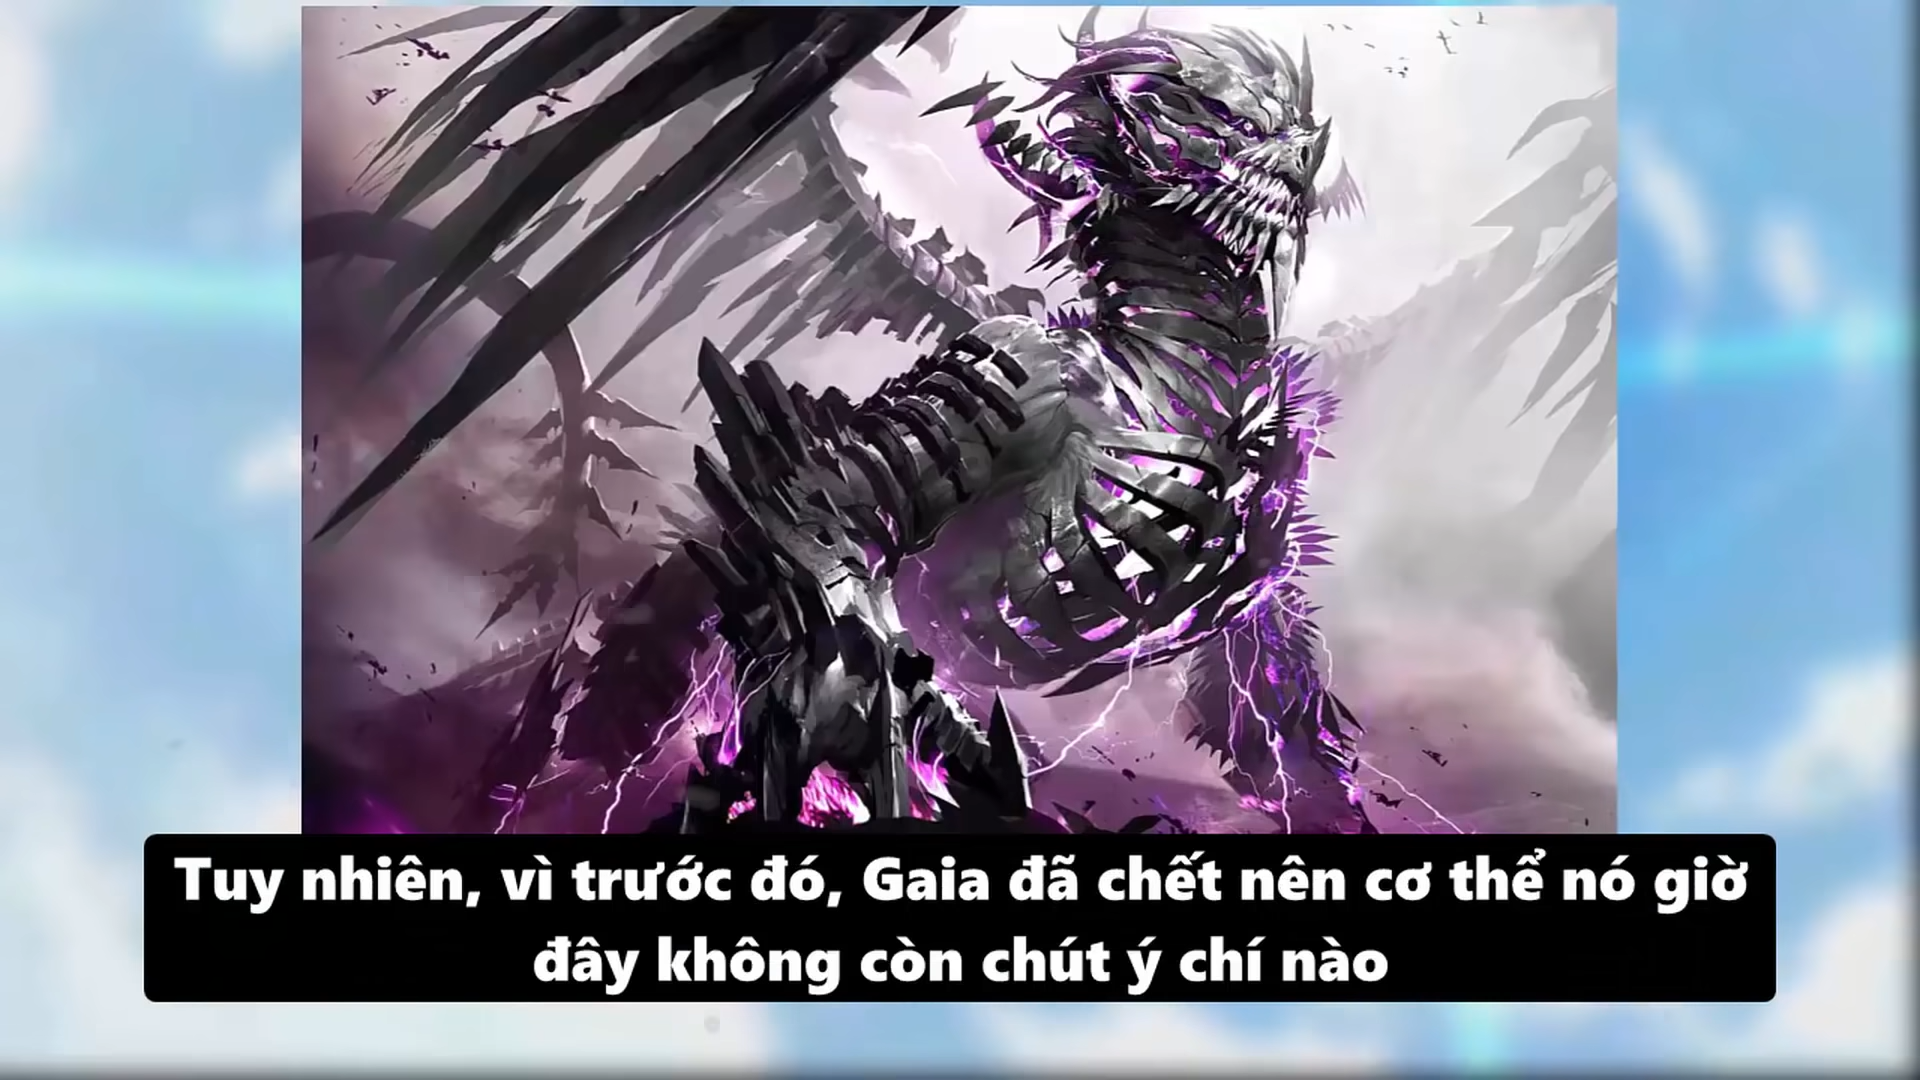 Tuy nhiên, vì trước đó, Gaia đã chết nên cơ thể nó giờ
đây không còn chút ý chí nào